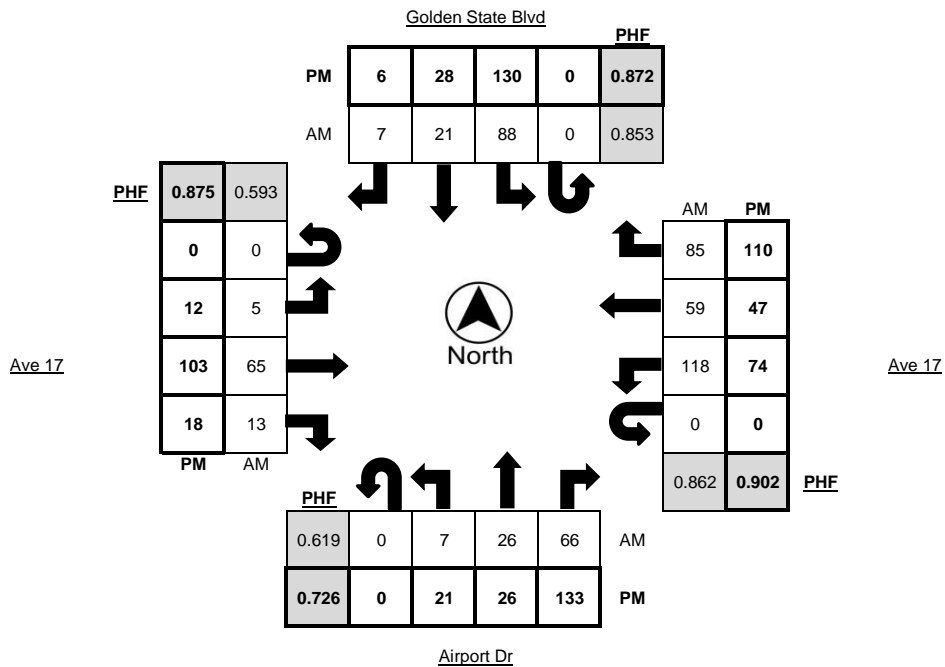 Golden State Blvd
PHF
PM 6 28 130 0 0.872
AM 7 21 88 0 0.853
PHF 0.875 0.593
AM PM
0 0
85 110
12 5
59 47
North
Ave 17
103 65
118 74
Ave 17
18 13
0 0
PM AM
0.862 0.902 PHF
PHF
0.619 0 7 26 66 AM
0.726 0 21 26 133 PM
Airport Dr